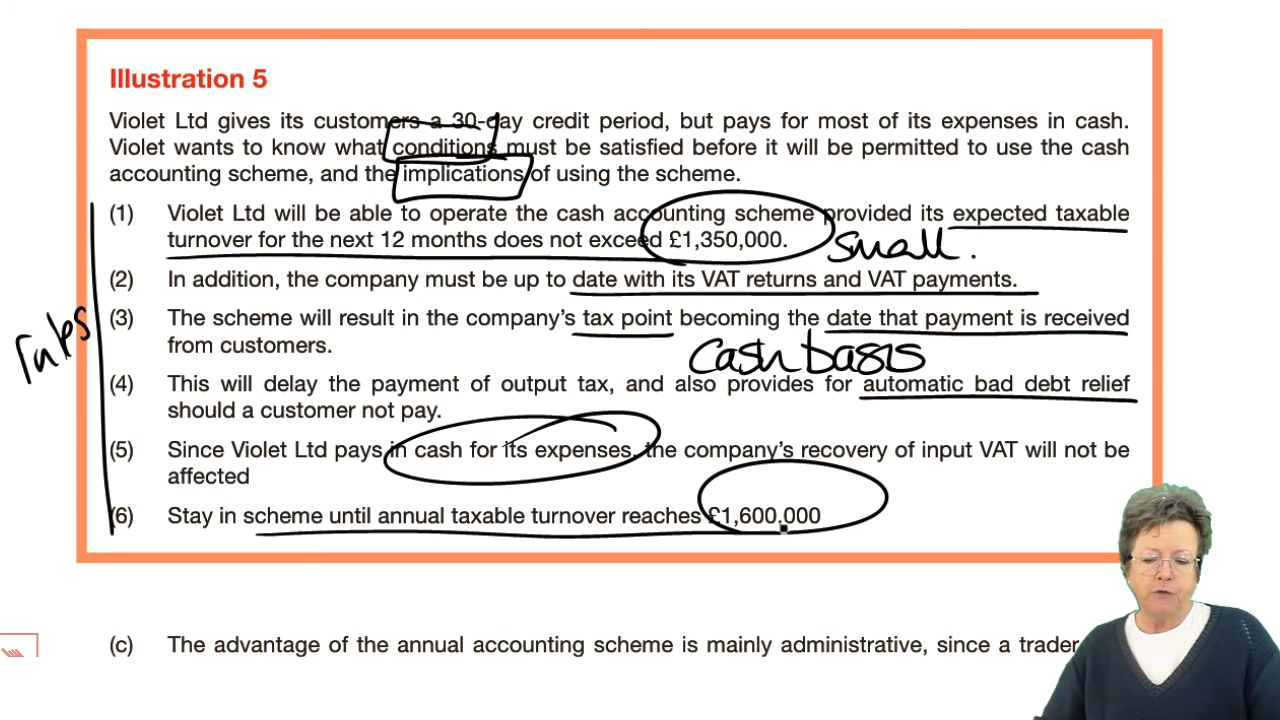 Illustration 5
Violet Ltd gives its customers a 30-day credit period, but pays for most of its expenses in cash.
Violet wants to know what conditions must be satisfied before it will be permitted to use the cash
accounting scheme, and the implications of using the scheme.
(1) Violet Ltd will be able to operate the cash accounting scheme provided its expected taxable
turnover for the next 12 months does not exceed £1,350,000.
small.
(2) In addition, the company must be up to date with its VAT returns and VAT payments.
rules
(3) The scheme will result in the company's tax point becoming the date that payment is received
from customers.
cash basis
(4) This will delay the payment of output tax, and also provides for automatic bad debt relief
should a customer not pay.
(5) Since Violet Ltd pays in cash for its expenses, the company's recovery of input VAT will not be
affected
(6) Stay in scheme until annual taxable turnover reaches £1,600,000
(c) The advantage of the annual accounting scheme is mainly administrative, since a trader